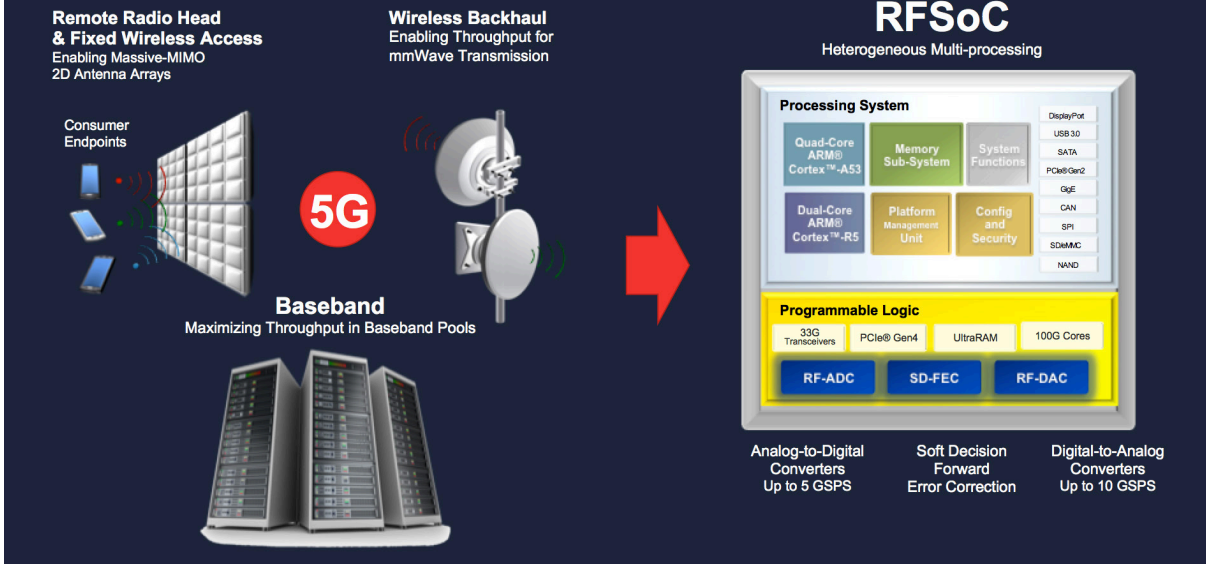 Remote Radio Head
& Fixed Wireless Access
Enabling Massive-MIMO
2D Antenna Arrays
Consumer
Endpoints
Wireless Backhaul
Enabling Throughput for
mmWave Transmission
5G
Baseband
Maximizing Throughput in Baseband Pools
RFSoC
Heterogeneous Multi-processing
Processing System
Quad-Core
ARM®
Cortex™-A53
Memory
Sub-System
System
Functions
Dual-Core
ARM®
Cortex™-R5
Platform
Management
Unit
Config
and
Security
DisplayPort
USB 3.0
SATA
PCIe® Gen2
GigE
CAN
SPI
SD/eMMC
NAND
Programmable Logic
33G
Transceivers
PCIe® Gen4
UltraRAM
100G Cores
RF-ADC
SD-FEC
RF-DAC
Analog-to-Digital
Converters
Up to 5 GSPS
Soft Decision
Forward
Error Correction
Digital-to-Analog
Converters
Up to 10 GSPS